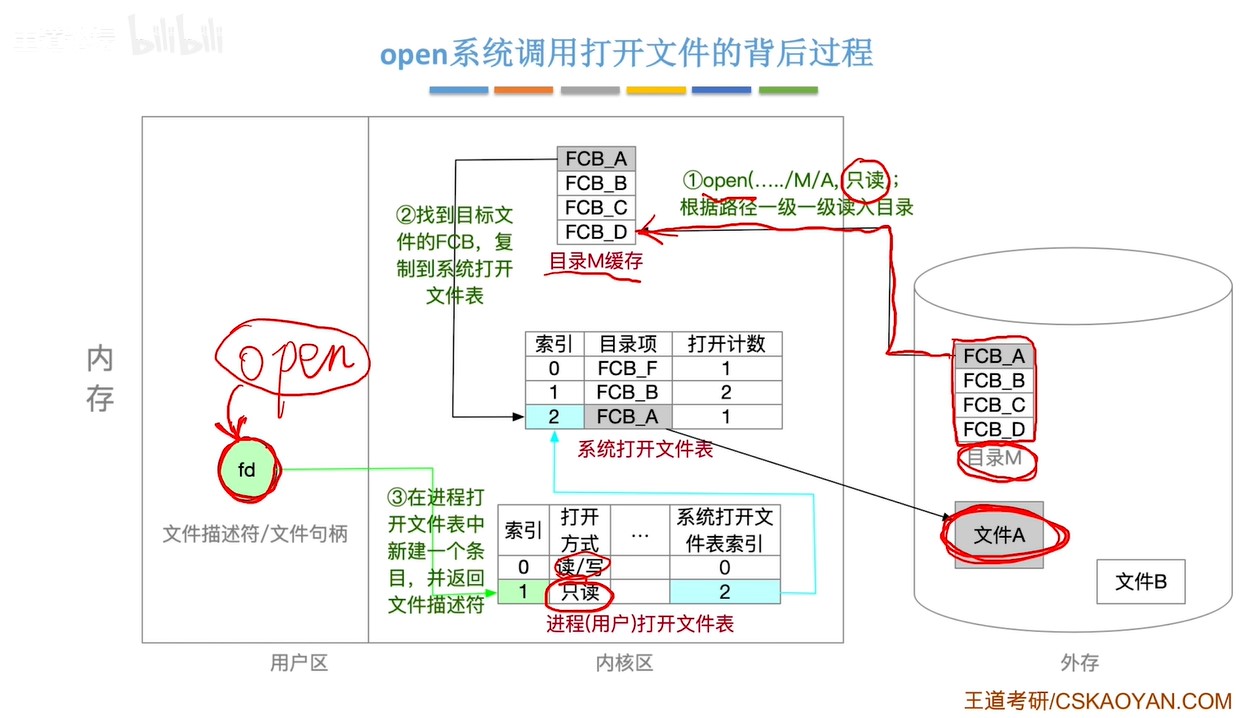 bilibili
open系统调用打开文件的背后过程
FCB_A
FCB_B
FCB_C
FCB_D
目录M缓存
①open(…../M/A, 只读) ;
根据路径一级一级读入目录
②找到目标文
件的FCB，复
制到系统打开
文件表
内
存
open
fd
文件描述符/文件句柄
索引 目录项 打开计数
0 FCB_F 1
1 FCB_B 2
2 FCB_A 1
系统打开文件表
③在进程打
开文件表中
新建一个条
目，并返回
文件描述符
索引 打开方式 … 系统打开文件表索引
0 读/写 0
1 只读 2
进程(用户)打开文件表
FCB_A
FCB_B
FCB_C
FCB_D
目录M
文件A
文件B
用户区
内核区
外存
王道考研/CSKAOYAN.COM